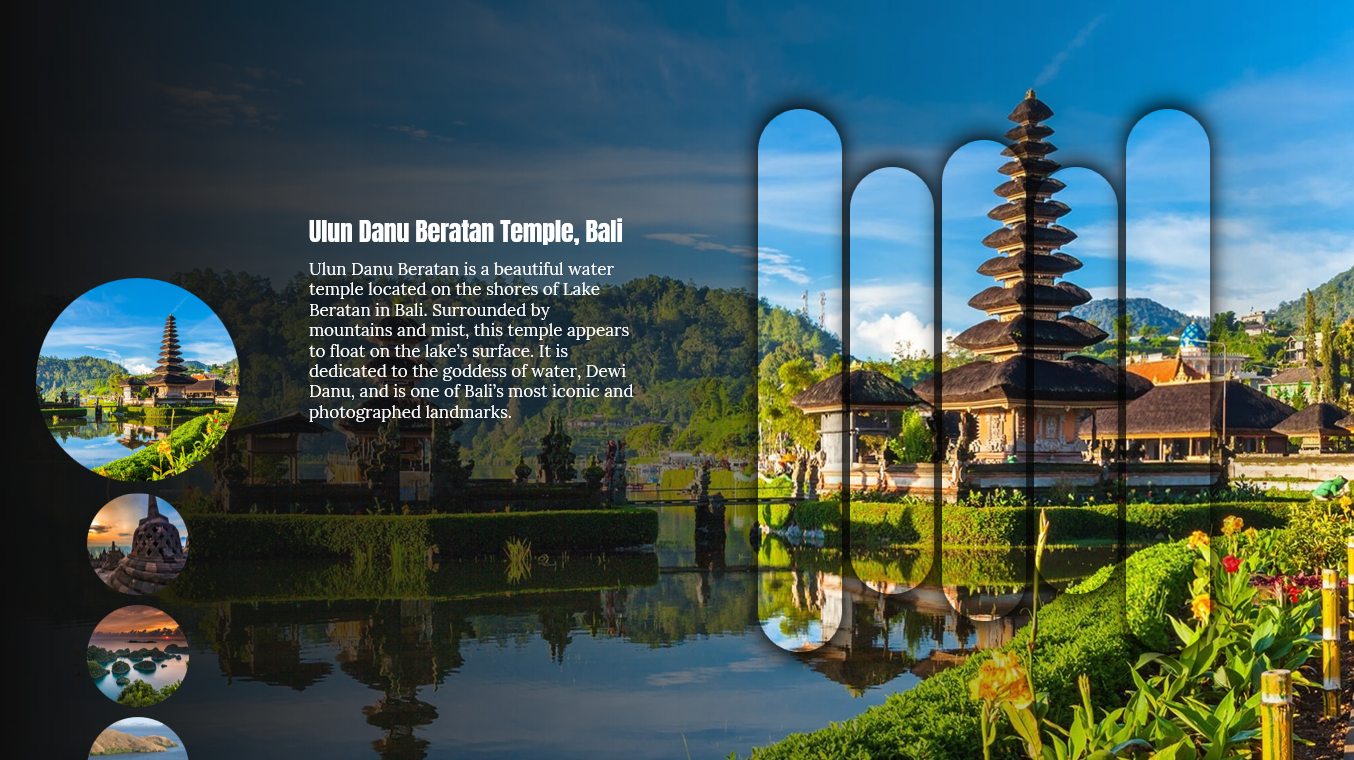 Ulun Danu Beratan Temple, Bali
Ulun Danu Beratan is a beautiful water
temple located on the shores of Lake
Beratan in Bali. Surrounded by
mountains and mist, this temple appears
to float on the lake’s surface. It is
dedicated to the goddess of water, Dewi
Danu, and is one of Bali’s most iconic and
photographed landmarks.